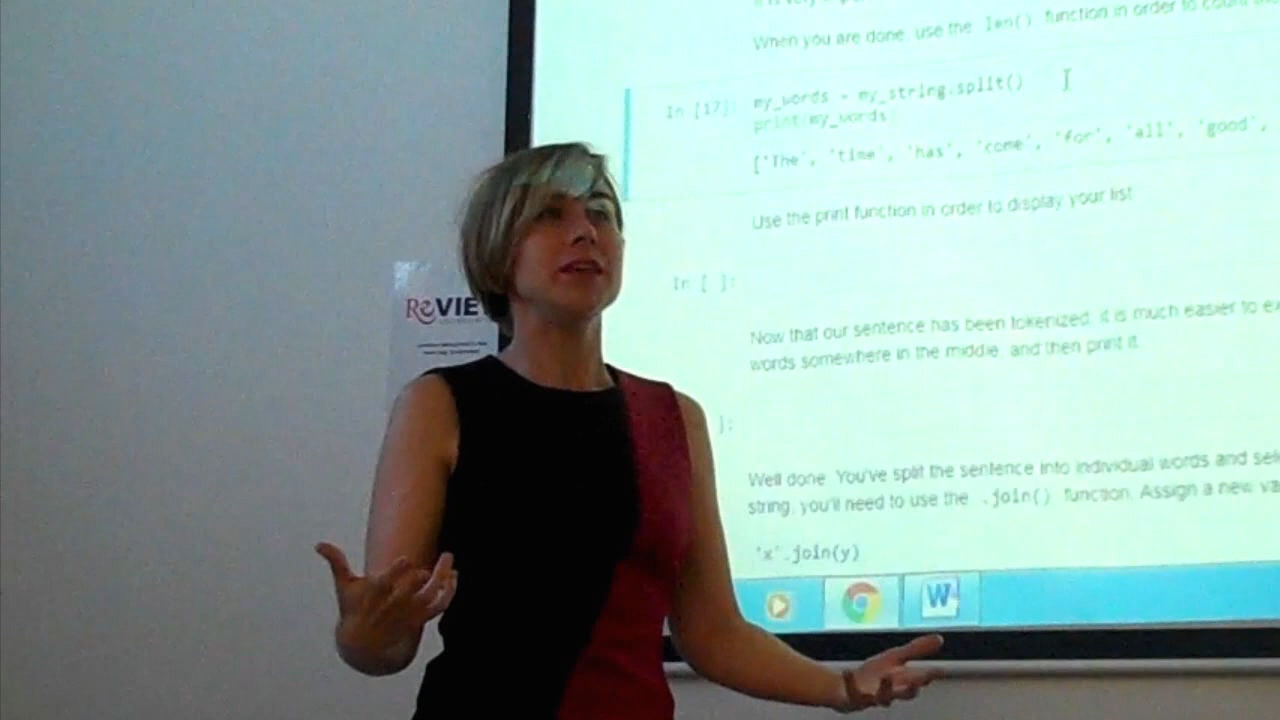 When you are done, use the len() function in order to count the
In [17]: my_words = my_string.split()
print(my_words)
['The', 'time', 'has', 'come', 'for', 'all', 'good',
Use the print function in order to display your list
In [ ]:
Now that our sentence has been tokenized, it is much easier to
words somewhere in the middle, and then print it.
]:
Well done. You've split the sentence into individual words and
string, you'll need to use the .join() function. Assign a new
'x'.join(y)
W
ReVIE